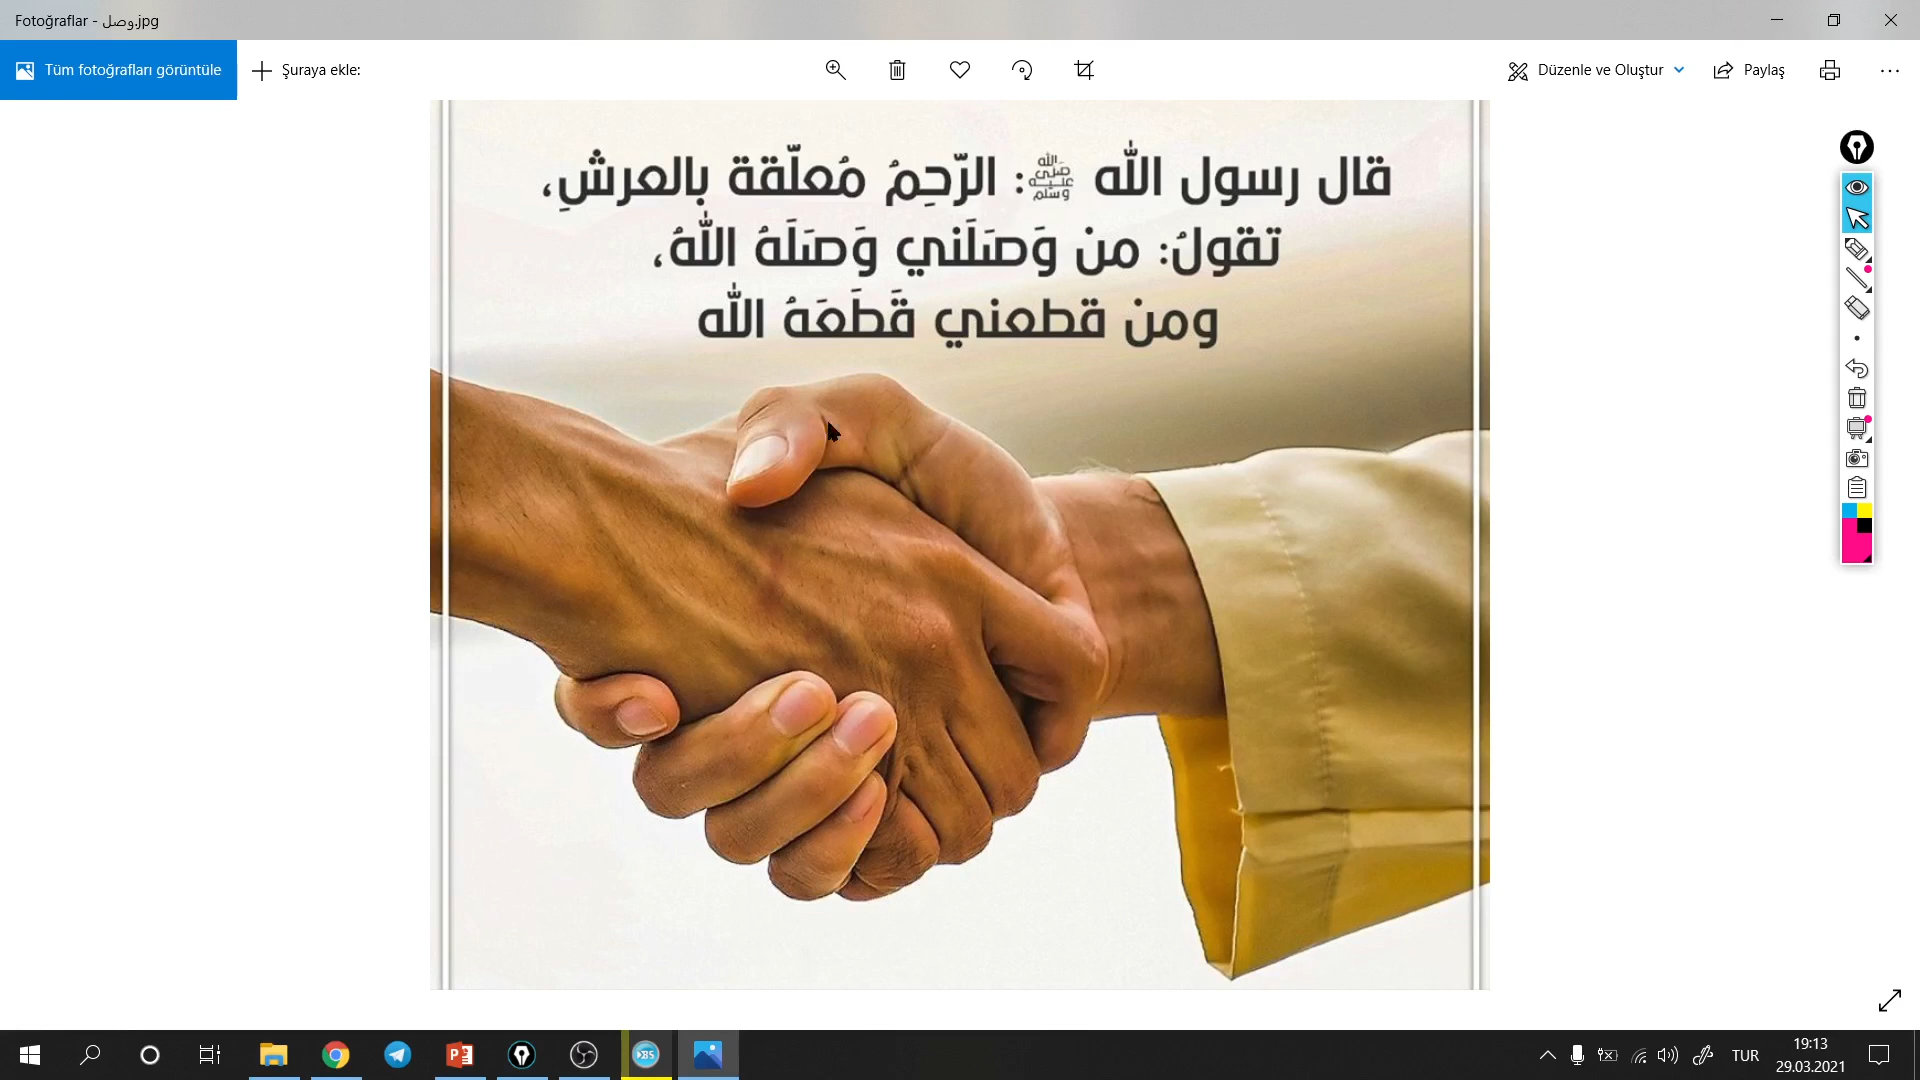 Fotoğraflar - وصل.jpg
Tüm fotoğrafları görüntüle
Şuraya ekle:
Düzenle ve Oluştur
Paylaş
قال رسول الله ﷺ: الرّحِمُ مُعلّقة بالعرشِ،
تقولُ: من وَصَلَني وَصَلَهُ اللهُ،
ومن قطعني قَطَعَهُ الله
BS
TUR
19:13
29.03.2021